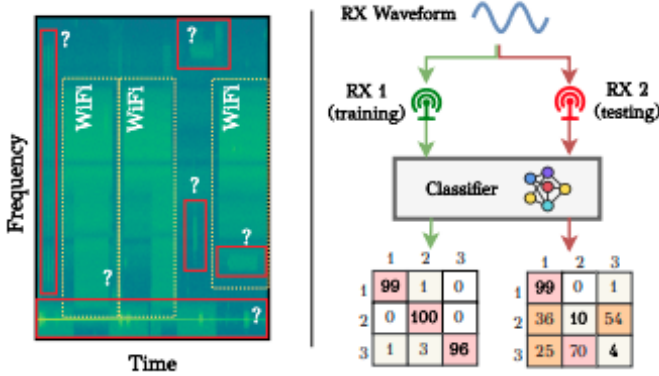 ?
?
WiFi
WiFi
WiFi
?
?
?
?
Frequency
Time
RX Waveform
RX 1
(training)
RX 2
(testing)
Classifier
1 2 3
1 99 1 0
2 0 100 0
3 1 3 96
1 2 3
1 99 0 1
2 36 10 54
3 25 70 4